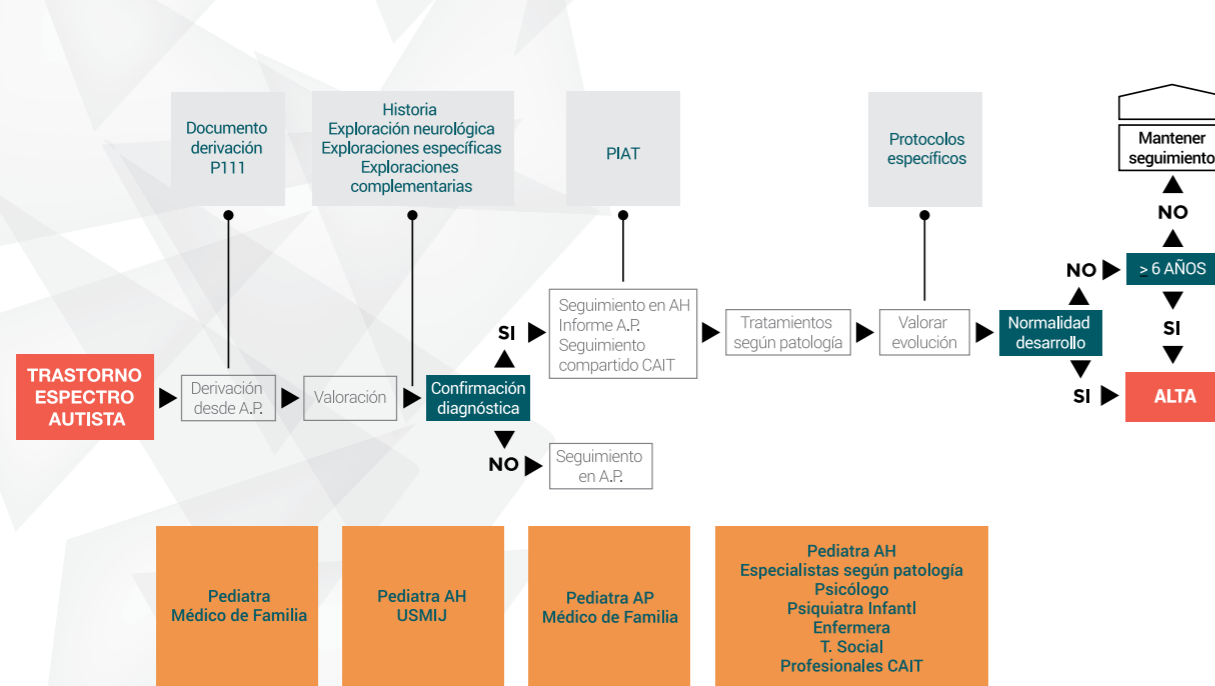 Documento
derivación
P111
Historia
Exploración neurológica
Exploraciones específicas
Exploraciones
complementarias
PIAT
Protocolos
específicos
Mantener
seguimiento
NO
NO
≥ 6 AÑOS
SI
Seguimiento en AH
Informe A.P.
Seguimiento
compartido CAIT
SI
Tratamientos
según patología
Valorar
evolución
Normalidad
desarrollo
SI
ALTA
TRASTORNO
ESPECTRO
AUTISTA
Derivación
desde A.P.
Valoración
Confirmación
diagnóstica
NO
Seguimiento
en A.P.
Pediatra
Médico de Familia
Pediatra AH
USMIJ
Pediatra AP
Médico de Familia
Pediatra AH
Especialistas según patología
Psicólogo
Psiquiatra Infantl
Enfermera
T. Social
Profesionales CAIT